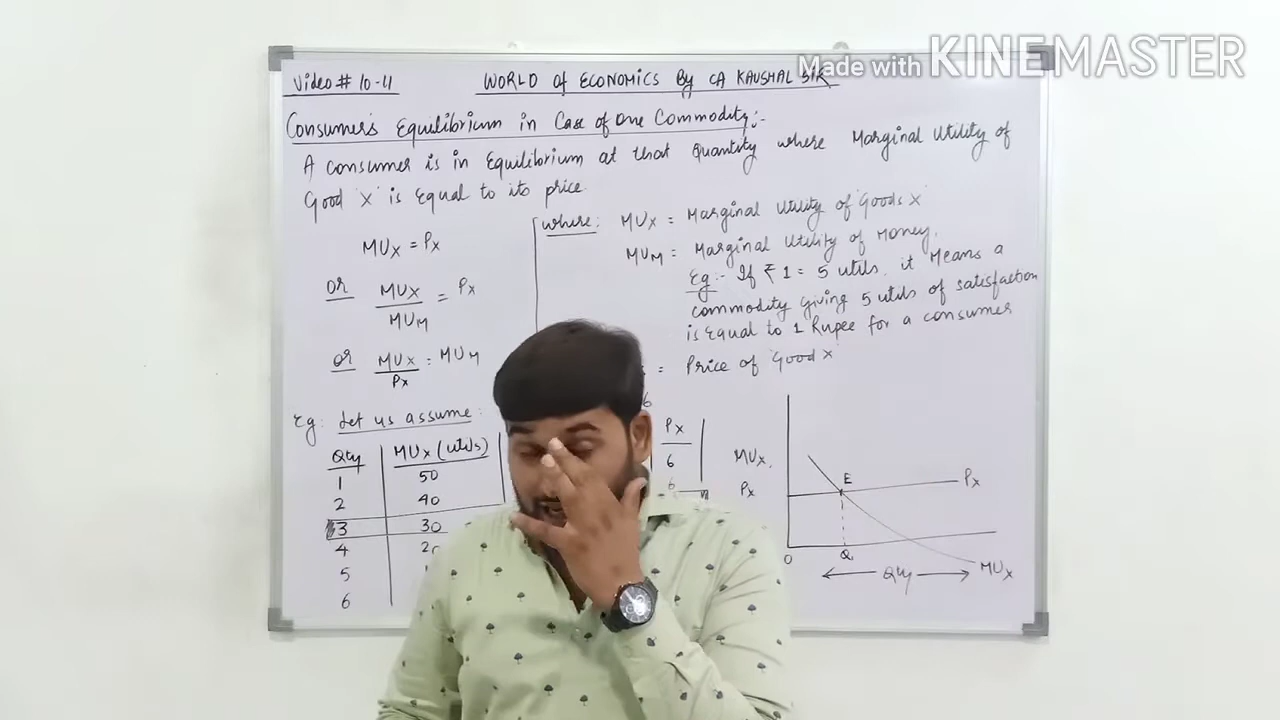 Made with KINEMASTER
Video# 10-11
WORLD of ECONOMICS By CA KAUSHAL SIR
Consumer's Equilibrium in Case of One Commodity:-
A Consumer is in Equilibrium at that Quantity where Marginal Utility of
Good 'X' is Equal to its price
MUx = Px
or MUx / MUM = Px
or MUx / Px = MUM
where: MUx = Marginal Utility of 'Goods X'
MUM = Marginal Utility of Money.
Eg:- If ₹ 1 = 5 utils, it Means a
commodity giving 5 utils of satisfaction
is Equal to 1 Rupee for a consumer
= Price of Good X
Eg: Let us assume:
Qty MUx (utils)
1 50
2 40
3 30
4
5
6
6
Px
6
6
MUx.
Px
E
Px
O
Q
Qty
MUx